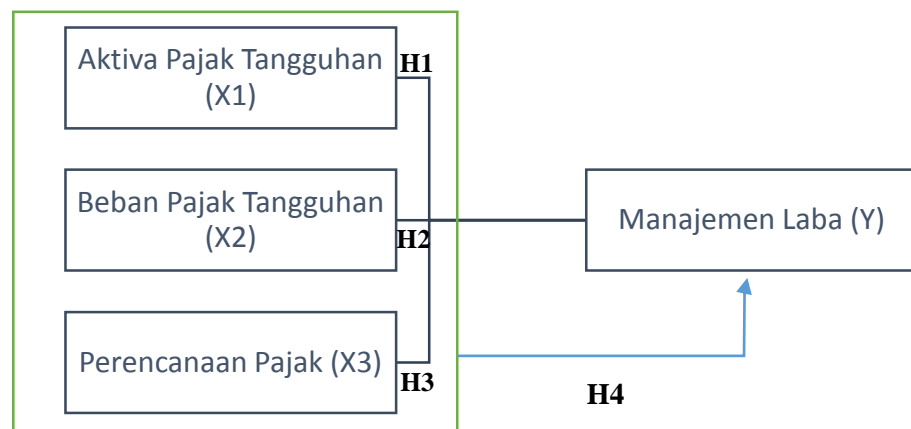 Aktiva Pajak Tangguhan
(X1)
H1
Beban Pajak Tangguhan
(X2)
H2
Manajemen Laba (Y)
Perencanaan Pajak (X3)
H3
H4